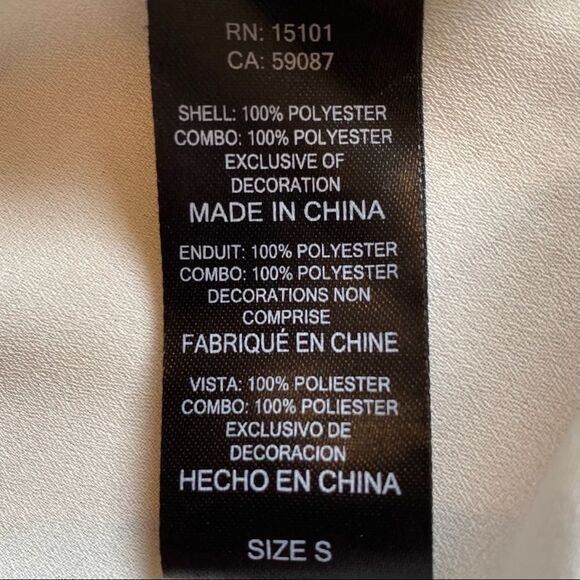 RN: 15101
CA: 59087
SHELL: 100% POLYESTER
COMBO: 100% POLYESTER
EXCLUSIVE OF
DECORATION
MADE IN CHINA
ENDUIT: 100% POLYESTER
COMBO: 100% POLYESTER
DECORATIONS NON
COMPRISE
FABRIQUÉ EN CHINE
VISTA: 100% POLIESTER
COMBO: 100% POLIESTER
EXCLUSIVO DE
DECORACION
HECHO EN CHINA
SIZE S